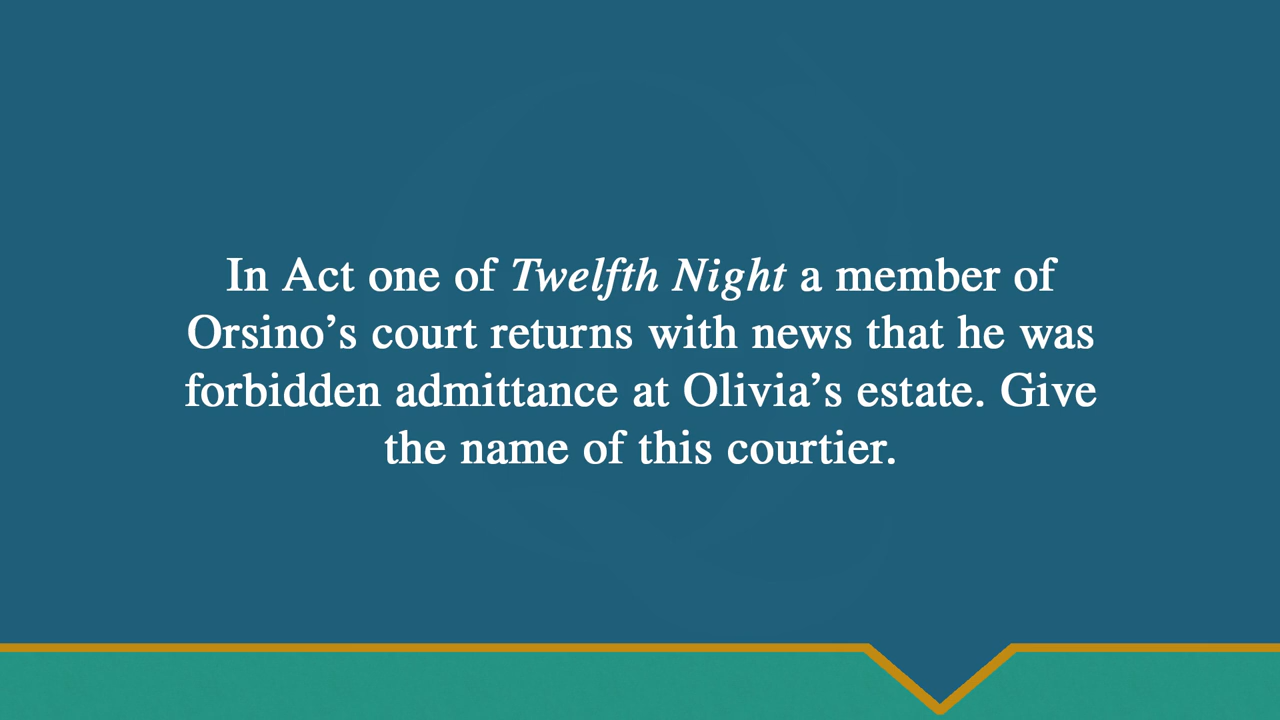 In Act one of Twelfth Night a member of
Orsino’s court returns with news that he was
forbidden admittance at Olivia’s estate. Give
the name of this courtier.